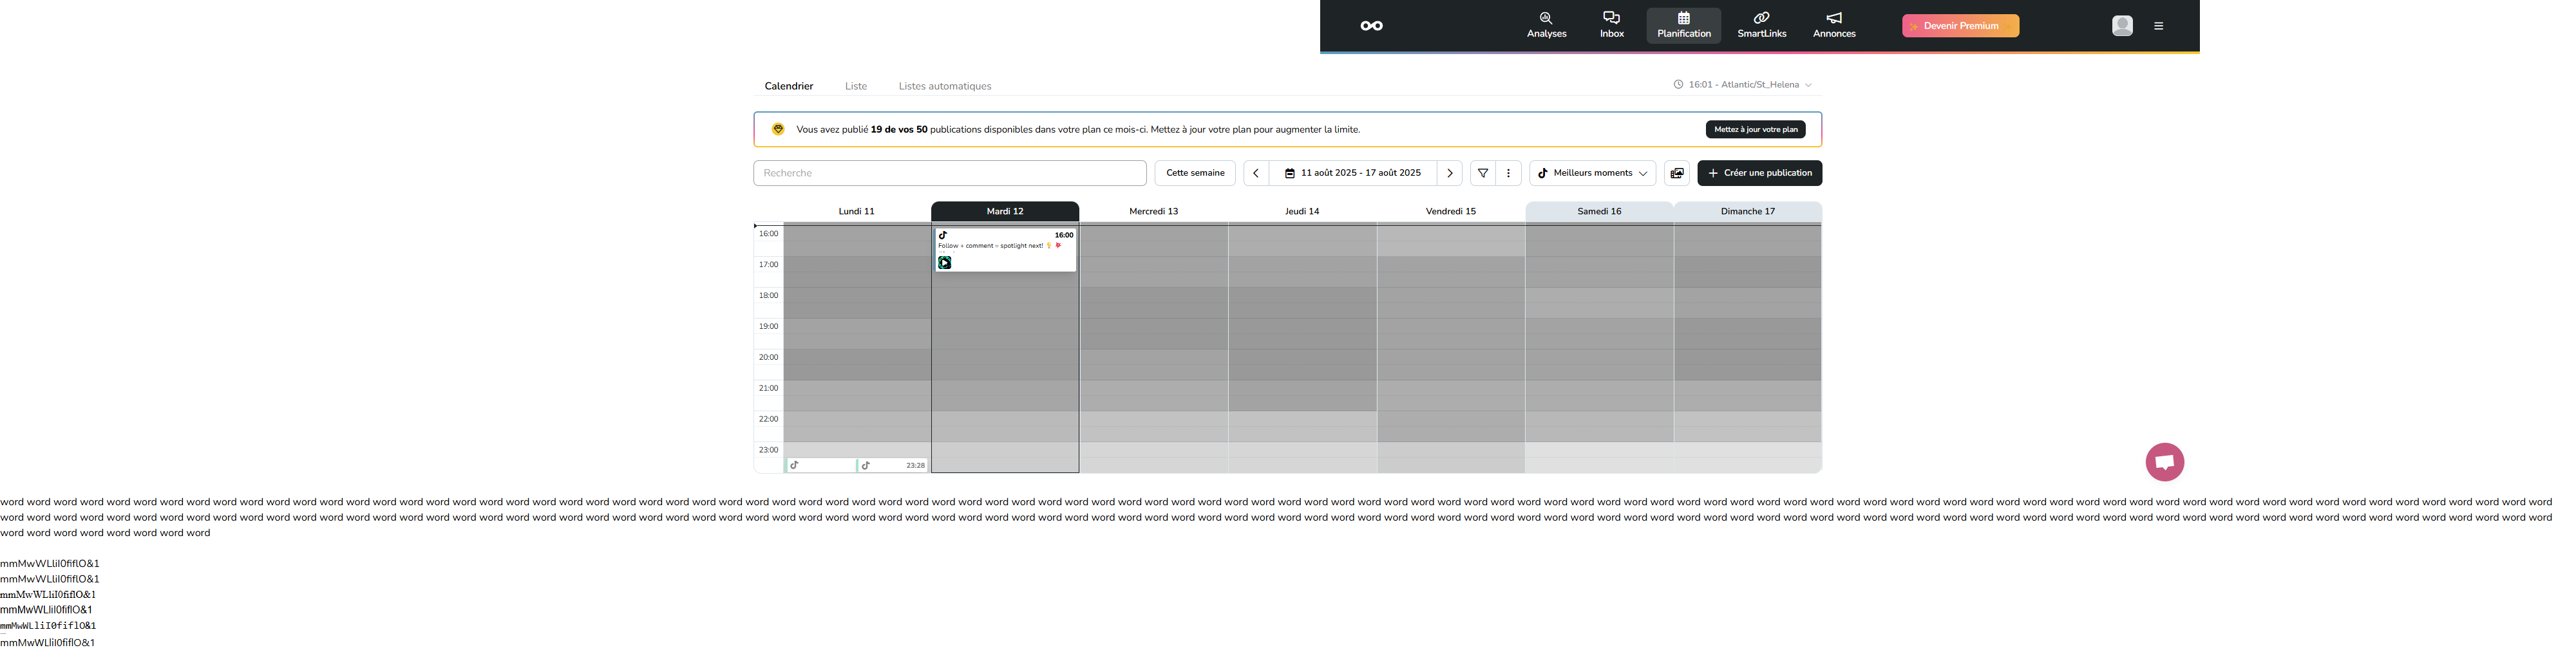 Analyses
Inbox
Planification
SmartLinks
Annonces
Devenir Premium
Calendrier
Liste
Listes automatiques
16:01 - Atlantic/St_Helena
Vous avez publié 19 de vos 50 publications disponibles dans votre plan ce mois-ci. Mettez à jour votre plan pour augmenter la limite.
Mettez à jour votre plan
Recherche
Cette semaine
11 août 2025 - 17 août 2025
Meilleurs moments
Créer une publication
Lundi 11
Mardi 12
Mercredi 13
Jeudi 14
Vendredi 15
Samedi 16
Dimanche 17
16:00
16:00
Follow + comment = spotlight next!
17:00
18:00
19:00
20:00
21:00
22:00
23:00
23:28
word word word word word word word word word word word word word word word word word word word word word word word word word word word word word word word word word word word word word word word word word word word word word word word word word word word word word word word word word word word word word word word word word word word word word word word word word word word word word word word word word word word word word word word word word word word word
word word word word word word word word word word word word word word word word word word word word word word word word word word word word word word word word word word word word word word word word word word word word word word word word word word word word word word word word word word word word word word word word word word word word word word word word word word word word word word word word word word word word word word word word word word word
word word word word word word word word
mmMwWLliI0fiflO&1
mmMwWLliI0fiflO&1
mmMwWLliI0fiflO&1
mmMwWLliI0fiflO&1
mmMwWLliI0fiflO&1
mmMwWLliI0fiflO&1